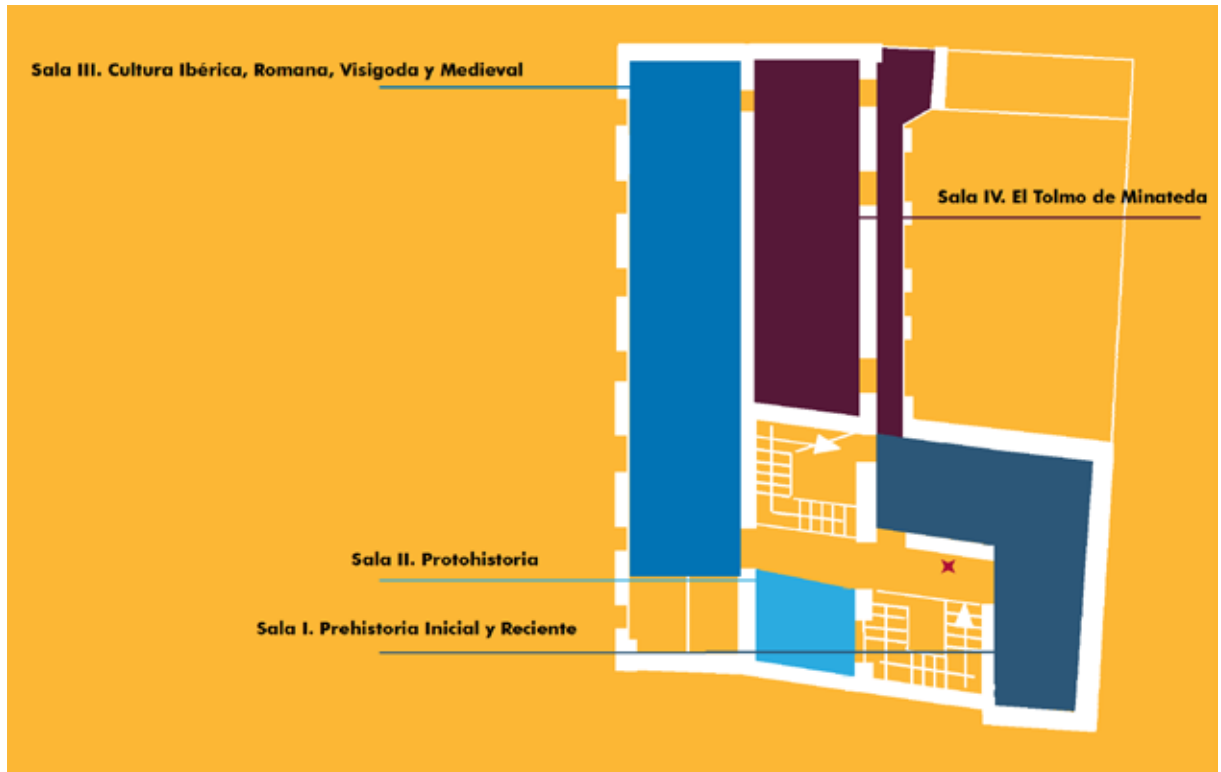 Sala III. Cultura Ibérica, Romana, Visigoda y Medieval
Sala IV. El Tolmo de Minateda
Sala II. Protohistoria
Sala I. Prehistoria Inicial y Reciente